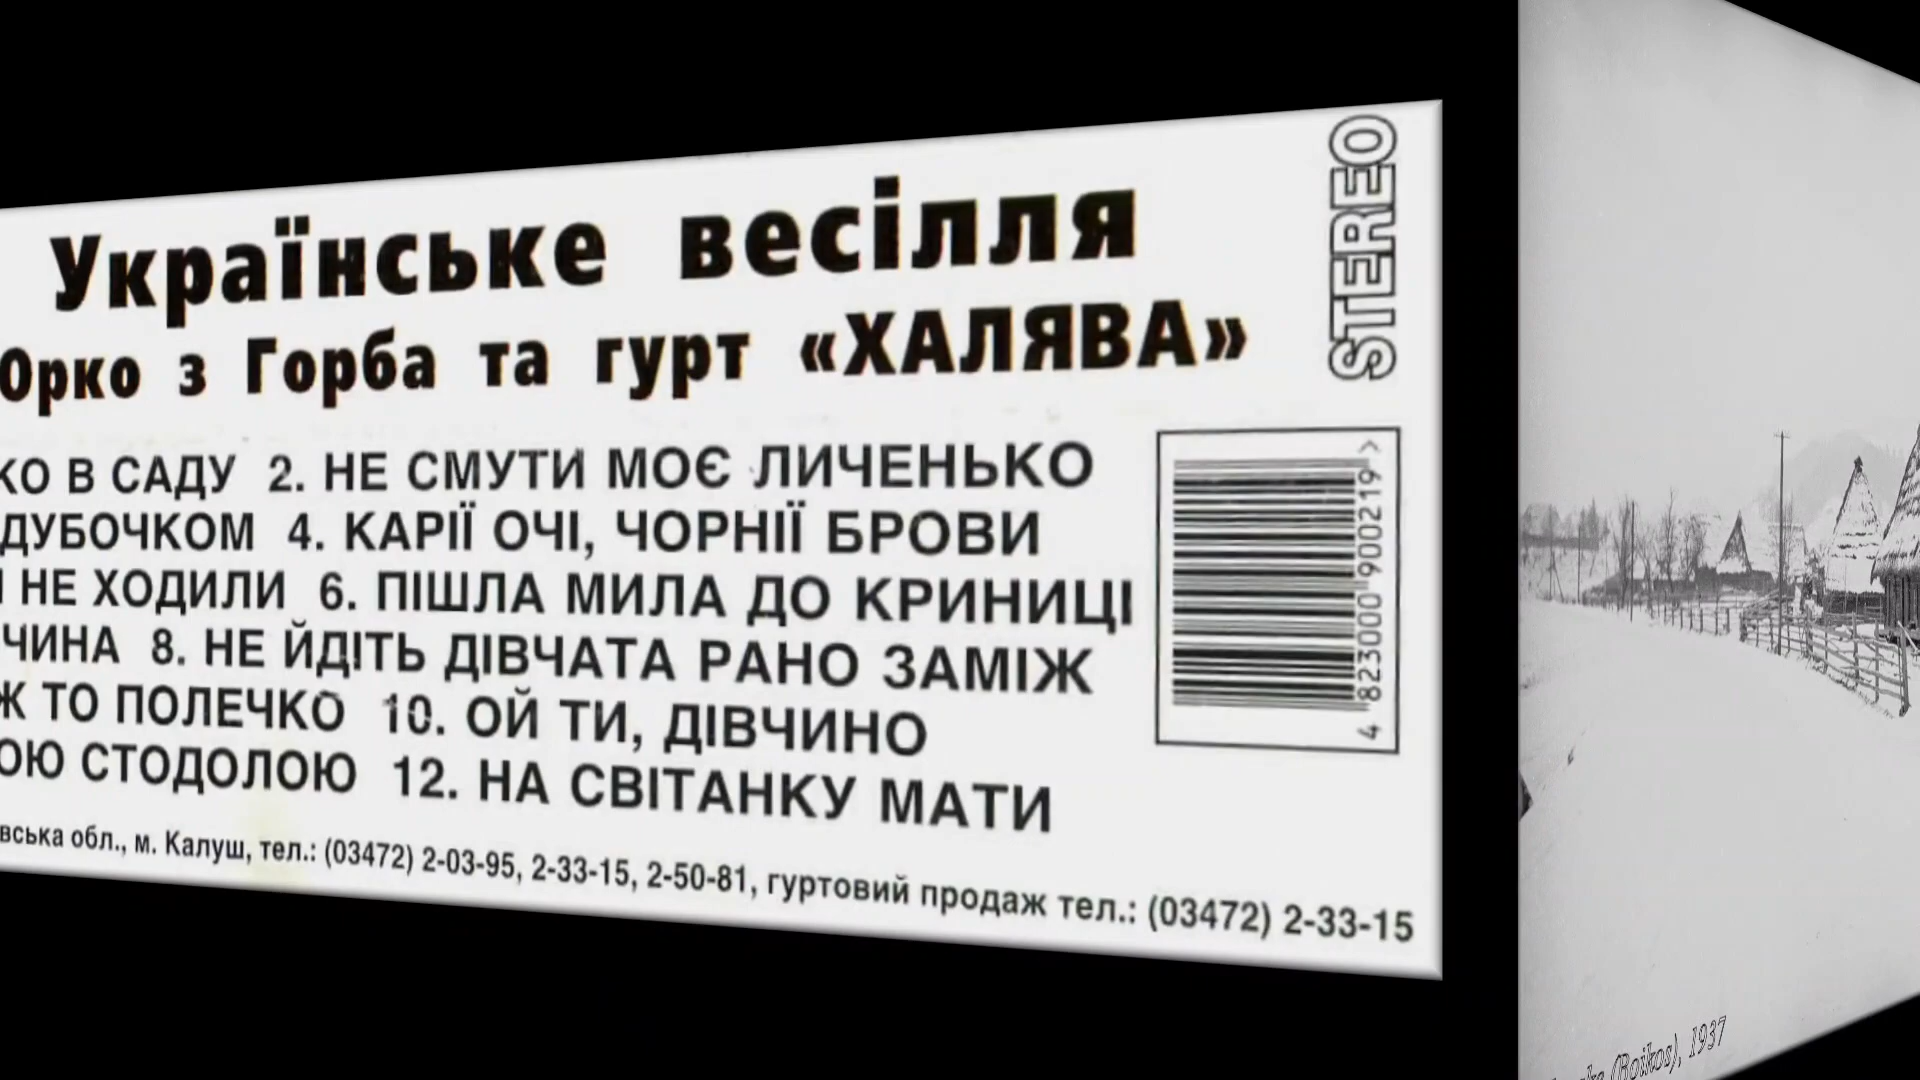 Українське весілля
Юрко з Горба та гурт «ХАЛЯВА»
STEREO
КО В САДУ 2. НЕ СМУТИ МОЄ ЛИЧЕНЬКО
ДУБОЧКОМ 4. КАРІЇ ОЧІ, ЧОРНІЇ БРОВИ
НЕ ХОДИЛИ 6. ПІШЛА МИЛА ДО КРИНИЦІ
ЧИНА 8. НЕ ЙДІТЬ ДІВЧАТА РАНО ЗАМІЖ
Ж ТО ПОЛЕЧКО 10. ОЙ ТИ, ДІВЧИНО
ОЮ СТОДОЛОЮ 12. НА СВІТАНКУ МАТИ
4 823000 900219 >
вська обл., м. Калуш, тел.: (03472) 2-03-95, 2-33-15, 2-50-81, гуртовий продаж тел.: (03472) 2-33-15
(Boikos), 1937